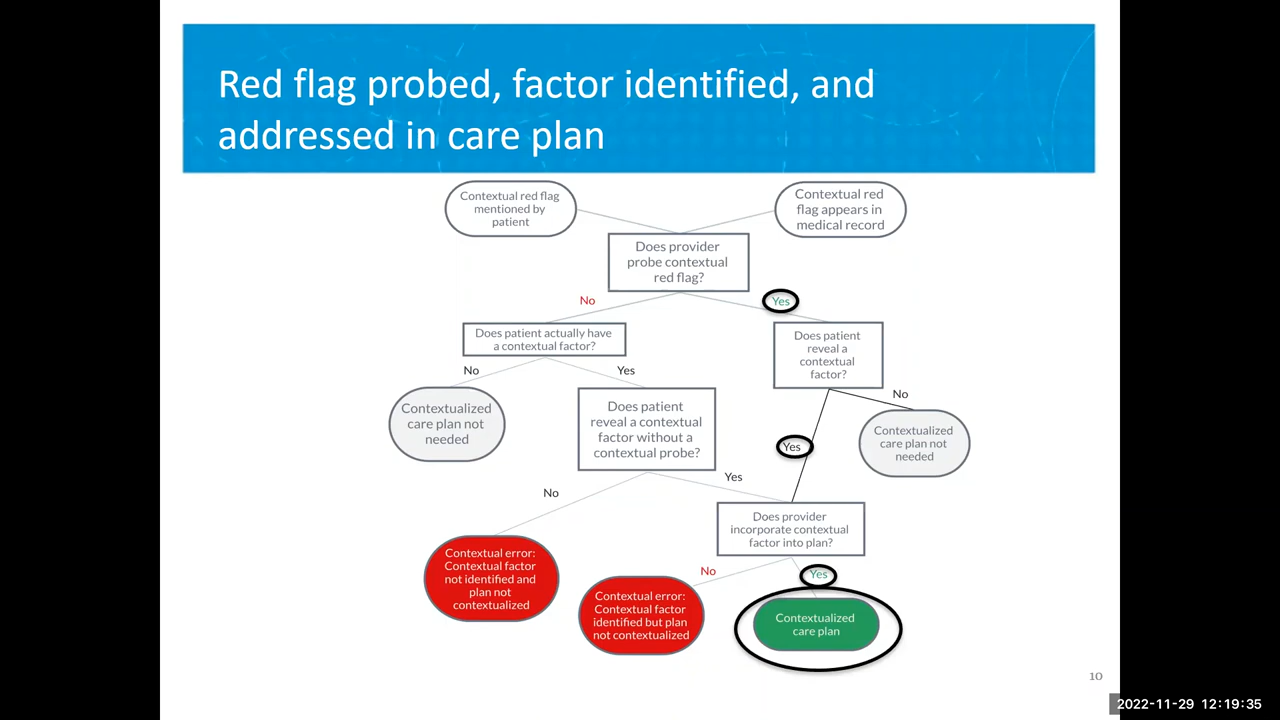 Red flag probed, factor identified, and
addressed in care plan
Contextual red flag
mentioned by
patient
Contextual red
flag appears in
medical record
Does provider
probe contextual
red flag?
No
Yes
Does patient actually have
a contextual factor?
Does patient
reveal a
contextual
factor?
No
Yes
No
Contextualized
care plan not
needed
Does patient
reveal a contextual
factor without a
contextual probe?
Yes
Contextualized
care plan not
needed
No
Yes
Does provider
incorporate contextual
factor into plan?
Contextual error:
Contextual factor
not identified and
plan not
contextualized
No
Yes
Contextual error:
Contextual factor
identified but plan
not contextualized
Contextualized
care plan
10
2022-11-29 12:19:35